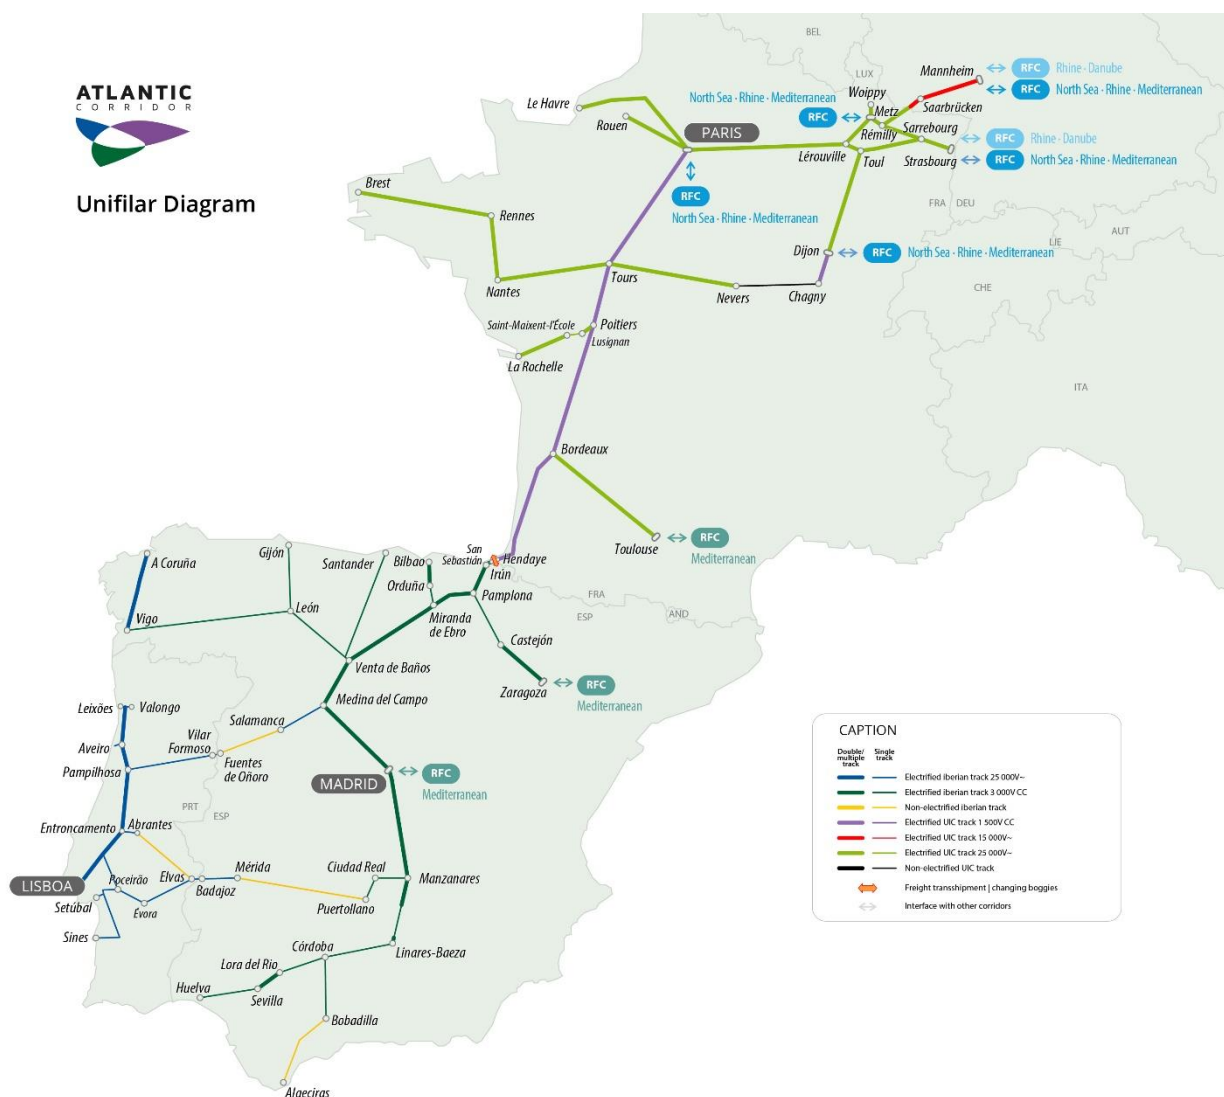 ATLANTIC
CORRIDOR
Unifilar Diagram
BEL
LUX
Mannheim
RFC
Rhine - Danube
RFC
North Sea - Rhine - Mediterranean
Saarbrücken
Le Havre
Rouen
North Sea - Rhine - Mediterranean
Woippy
RFC
Metz
Rémilly
Sarrebourg
RFC
Rhine - Danube
PARIS
Lérouville
Toul
Strasbourg
RFC
North Sea - Rhine - Mediterranean
RFC
North Sea - Rhine - Mediterranean
Brest
Rennes
FRA
DEU
AUT
LIE
CHE
ITA
Dijon
RFC
North Sea - Rhine - Mediterranean
Nantes
Tours
Nevers
Chagny
Saint-Maixent-l'École
Poitiers
Lusignan
La Rochelle
Bordeaux
Toulouse
RFC
Mediterranean
A Coruña
Gijón
Santander
Bilbao
San
Sebastián
Hendaye
Irún
Orduña
Pamplona
FRA
ESP
AND
Vigo
León
Miranda
de Ebro
Castejón
Venta de Baños
Zaragoza
RFC
Mediterranean
Medina del Campo
Leixões
Valongo
Salamanca
Aveiro
Vilar
Formoso
Fuentes
de Oñoro
Pampilhosa
MADRID
RFC
Mediterranean
PRT
ESP
Entroncamento
Abrantes
LISBOA
Poceirão
Elvas
Badajoz
Mérida
Ciudad Real
Manzanares
Setúbal
Évora
Puertollano
Sines
Córdoba
Linares-Baeza
Lora del Rio
Huelva
Sevilla
Bobadilla
Algeciras
CAPTION
Double/
multiple
track
Single
track
Electrified iberian track 25 000V~
Electrified iberian track 3 000V CC
Non-electrified iberian track
Electrified UIC track 1 500V CC
Electrified UIC track 15 000V~
Electrified UIC track 25 000V~
Non-electrified UIC track
Freight transshipment | changing boggies
Interface with other corridors